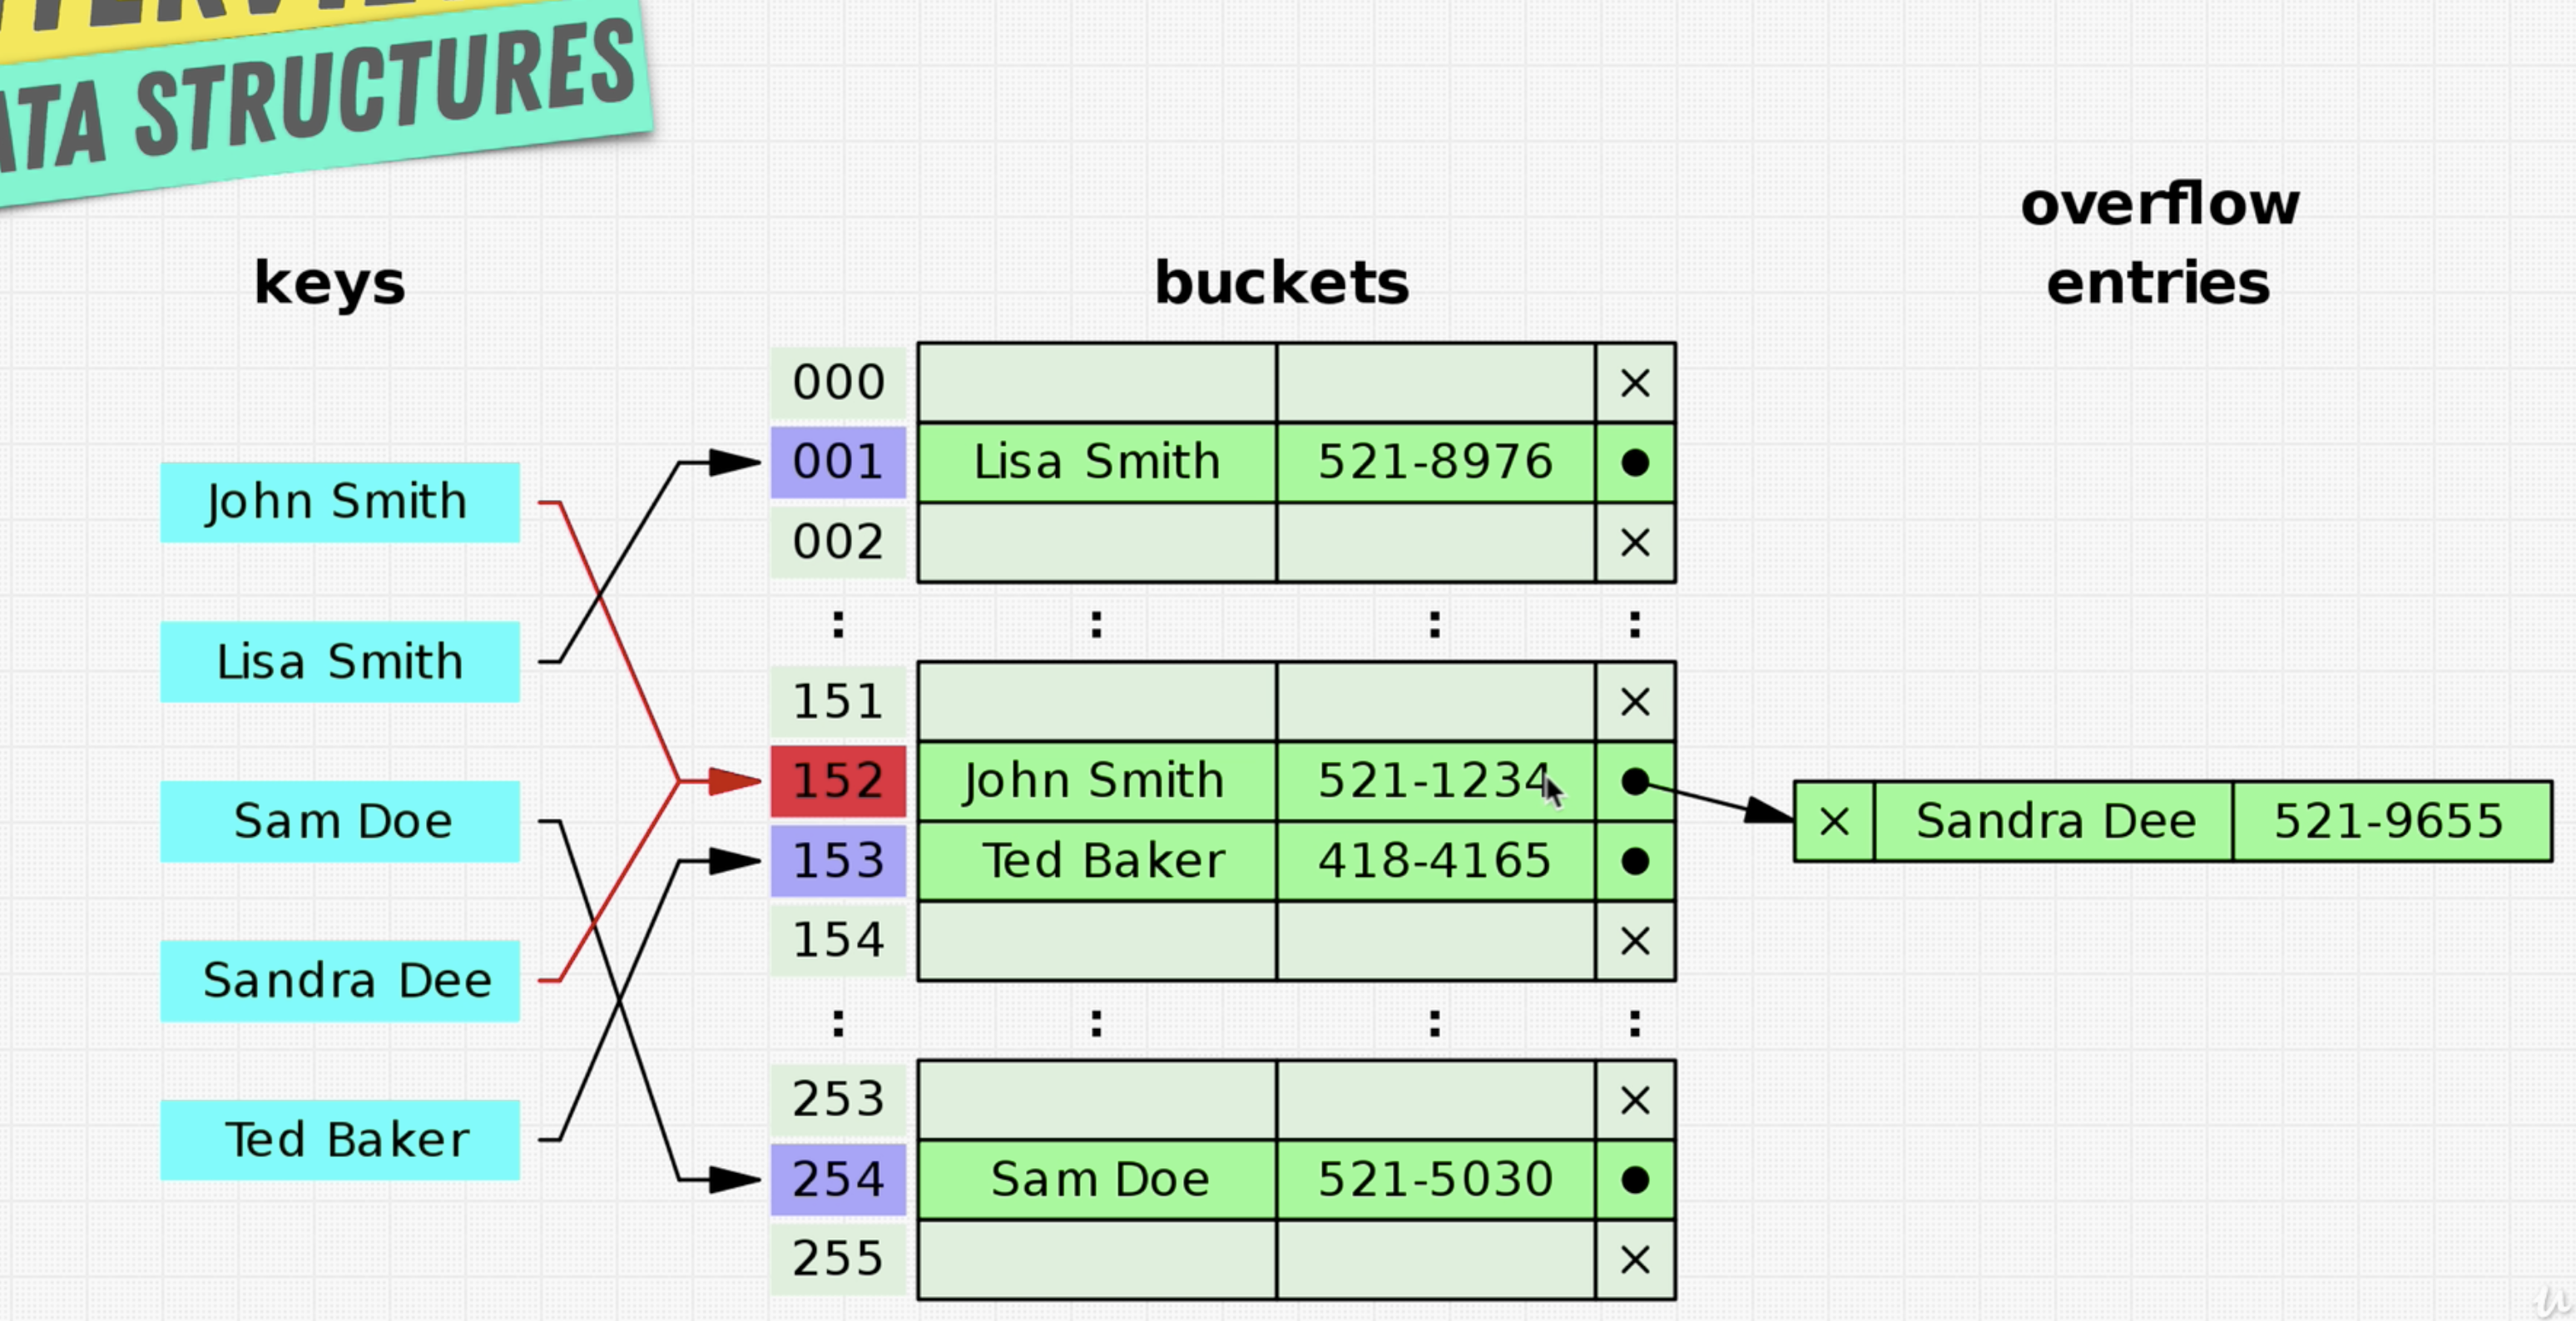 DATA STRUCTURES
keys
buckets
overflow
entries
John Smith
Lisa Smith
Sam Doe
Sandra Dee
Ted Baker
000 ×
001 Lisa Smith 521-8976 ●
002 ×
: : : :
151 ×
152 John Smith 521-1234 ●
153 Ted Baker 418-4165 ●
154 ×
: : : :
253 ×
254 Sam Doe 521-5030 ●
255 ×
× Sandra Dee 521-9655